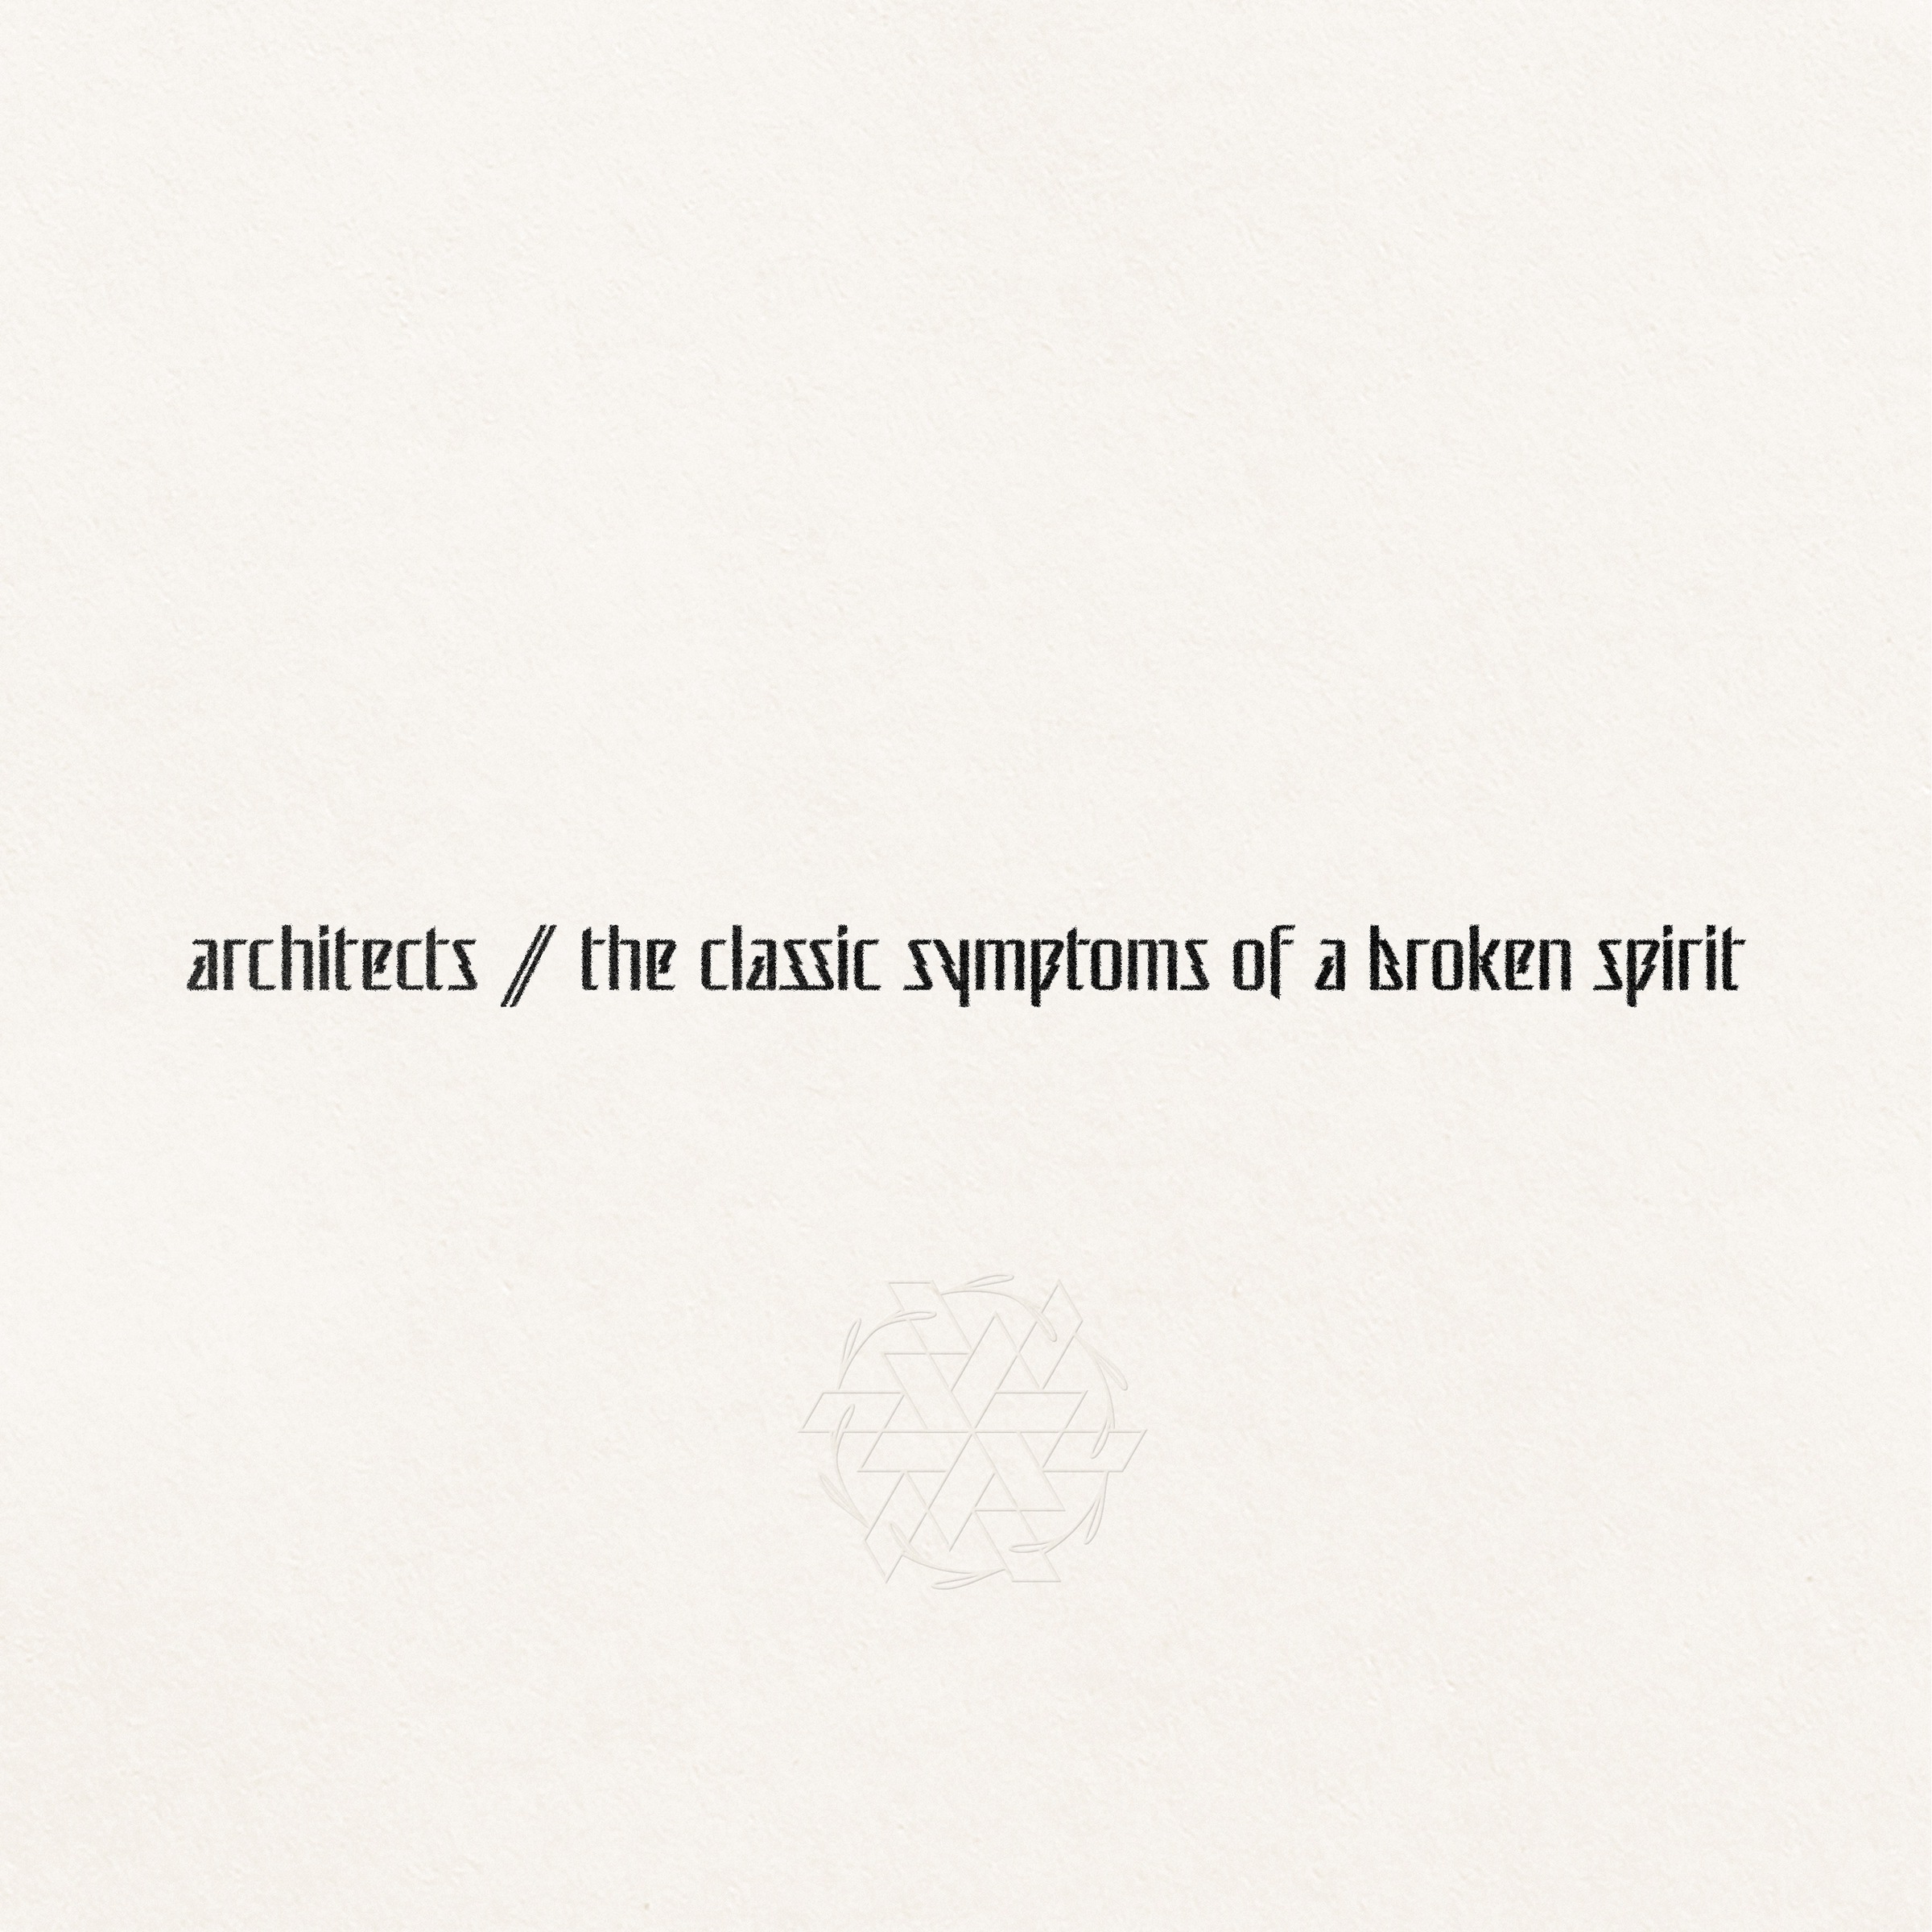 architects // the classic symptoms of a broken spirit